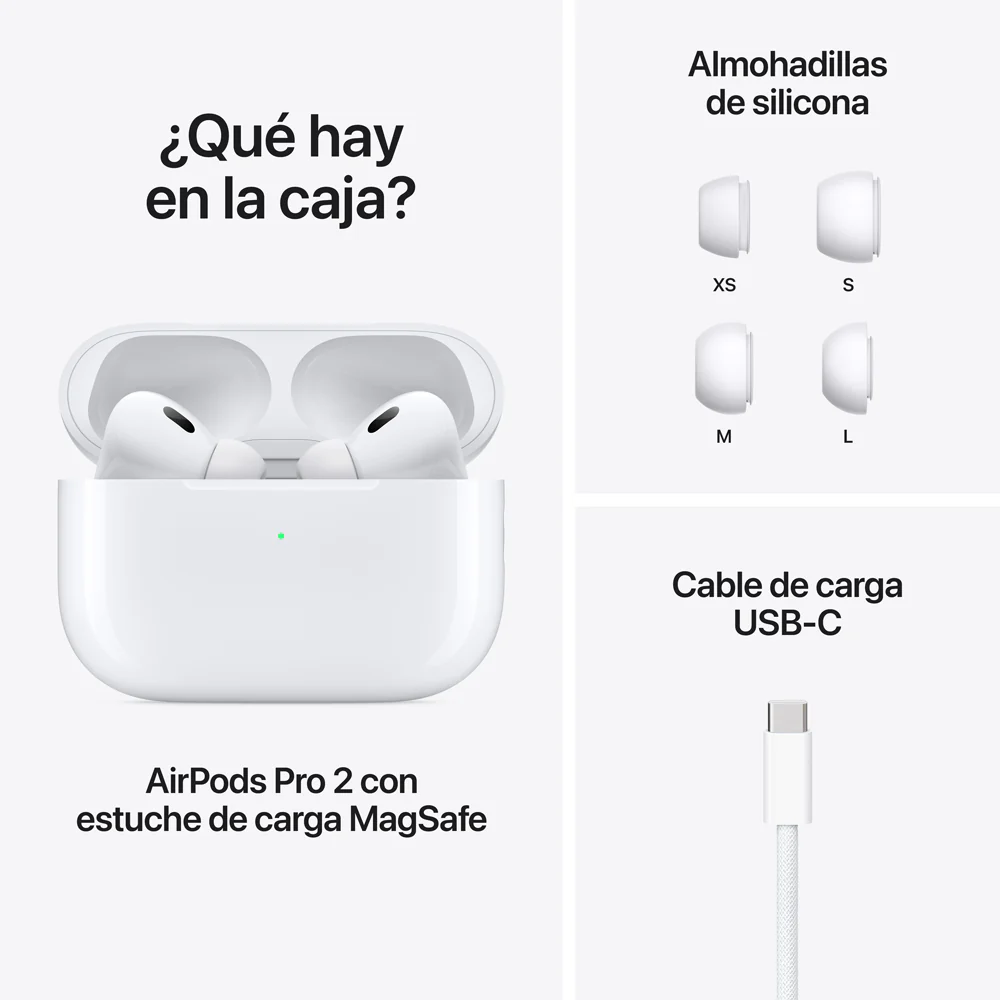 ¿Qué hay
en la caja?
AirPods Pro 2 con
estuche de carga MagSafe
Almohadillas
de silicona
XS
S
M
L
Cable de carga
USB-C